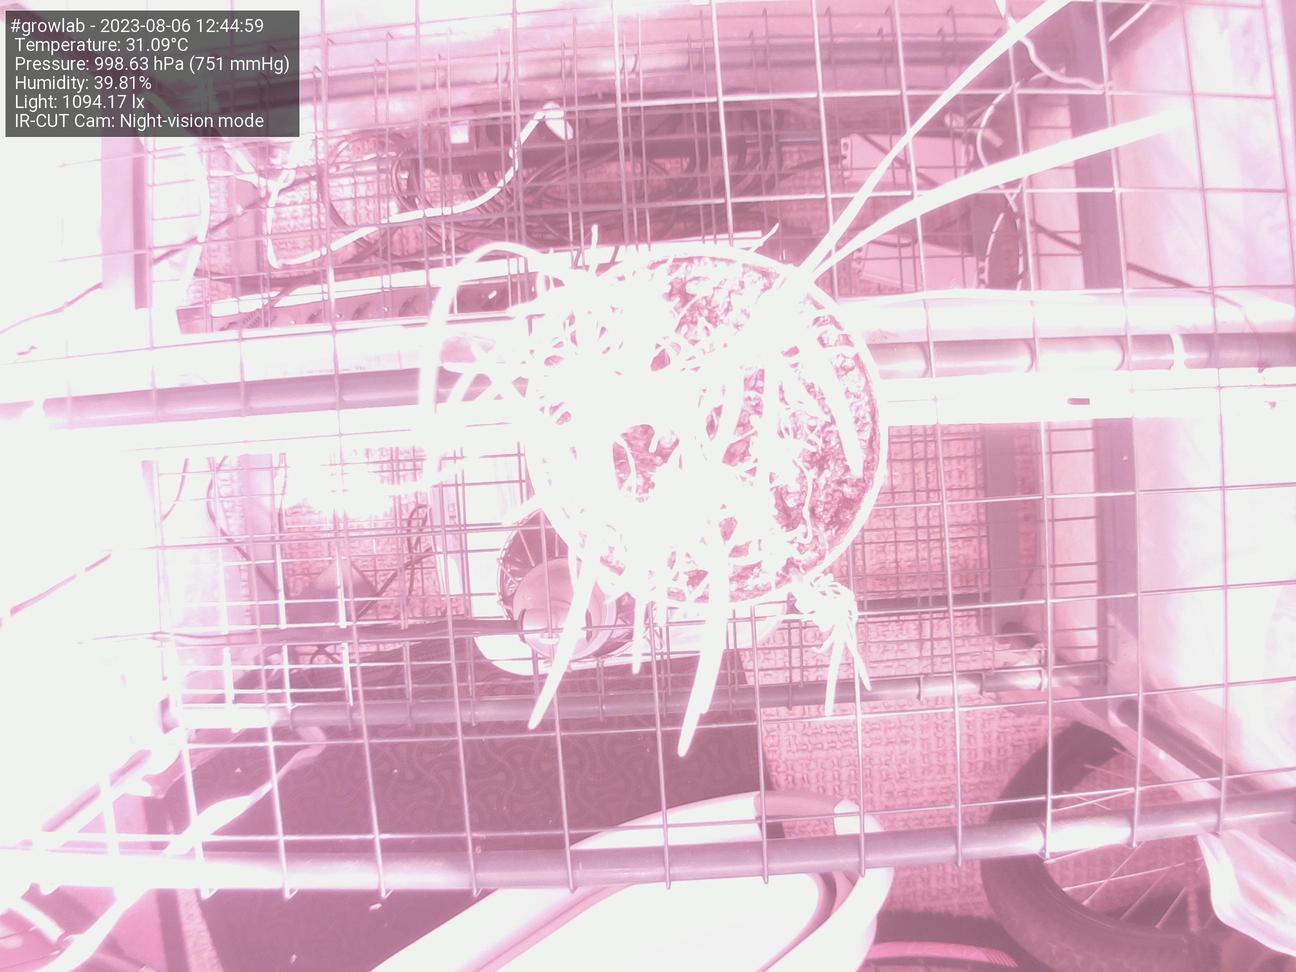 #growlab - 2023-08-06 12:44:59
Temperature: 31.09°C
Pressure: 998.63 hPa (751 mmHg)
Humidity: 39.81%
Light: 1094.17 lx
IR-CUT Cam: Night-vision mode